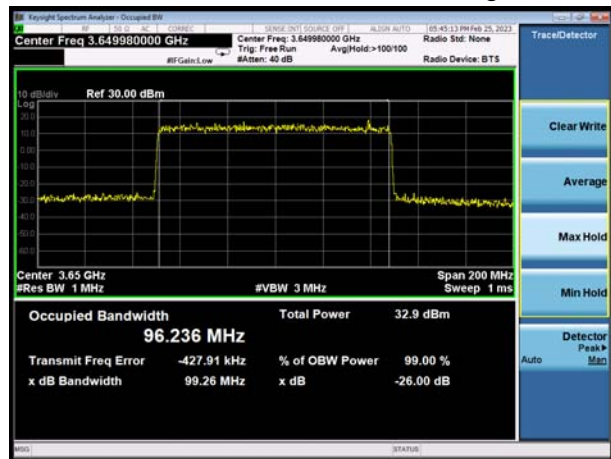 Keysight Spectrum Analyzer - Occupied BW
RF 50 Ω AC CORREC SENSE:INT SOURCE OFF ALIGN AUTO 05:45:13 PM Feb 25, 2023
Center Freq 3.649980000 GHz
Center Freq: 3.649980000 GHz
Radio Std: None
Trig: Free Run Avg|Hold:>100/100
#IFGain:Low
#Atten: 40 dB
Radio Device: BTS
Trace/Detector
10 dB/div Ref 30.00 dBm
Log
20.0
10.0
0.00
-10.0
-20.0
-30.0
-40.0
-50.0
-60.0
Center 3.65 GHz
Span 200 MHz
#Res BW 1 MHz
#VBW 3 MHz
Sweep 1 ms
Occupied Bandwidth
96.236 MHz
Total Power 32.9 dBm
Transmit Freq Error -427.91 kHz
% of OBW Power 99.00 %
x dB Bandwidth 99.26 MHz
x dB -26.00 dB
Clear Write
Average
Max Hold
Min Hold
Detector
Peak▶
Auto Man
MSG
STATUS